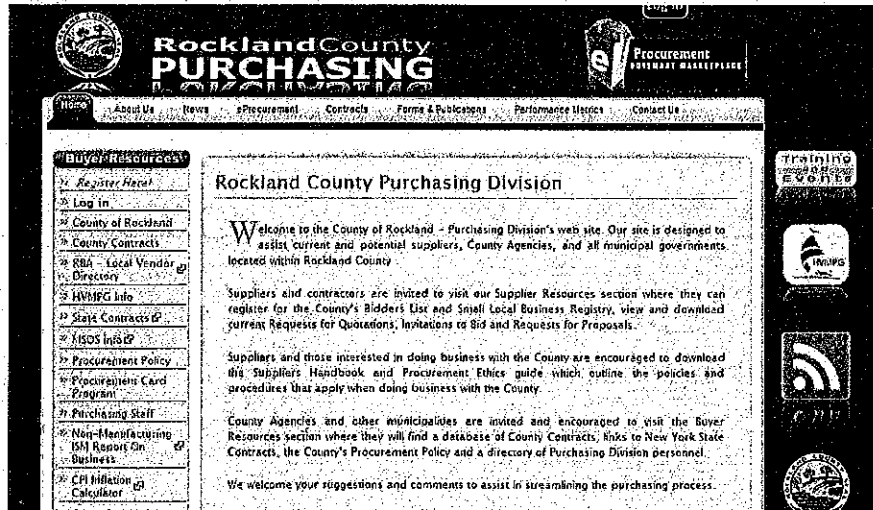 Log in
RocklandCounty
PURCHASING
Procurement
Home
About Us
News
eProcurement
Contracts
Forms & Publications
Performance Metrics
Contact Us
Buyer Resources
» Register Here!
» Log in
» County of Rockland
» County Contracts
» RBA - Local Vendor
Directory
» HVMPG Info
» State Contracts
» MSDS Info
» Procurement Policy
» Procurement Card
Program
» Purchasing Staff
» Non-Manufacturing
ISM Report On
Business
» CPI Inflation
Calculator
Rockland County Purchasing Division
Welcome to the County of Rockland - Purchasing Division's web site. Our site is designed to
assist current and potential suppliers, County Agencies, and all municipal governments
located within Rockland County.
Suppliers and contractors are invited to visit our Supplier Resources section where they can
register for the County's Bidders List and Small Local Business Registry, view and download
current Requests for Quotations, Invitations to Bid and Requests for Proposals.
Suppliers and those interested in doing business with the County are encouraged to download
the Suppliers Handbook and Procurement Ethics guide which outline the policies and
procedures that apply when doing business with the County.
County Agencies and other municipalities are invited and encouraged to visit the Buyer
Resources section where they will find a database of County Contracts, links to New York State
Contracts, the County's Procurement Policy and a directory of Purchasing Division personnel.
We welcome your suggestions and comments to assist in streamlining the purchasing process.
Training
Events
HVMPG